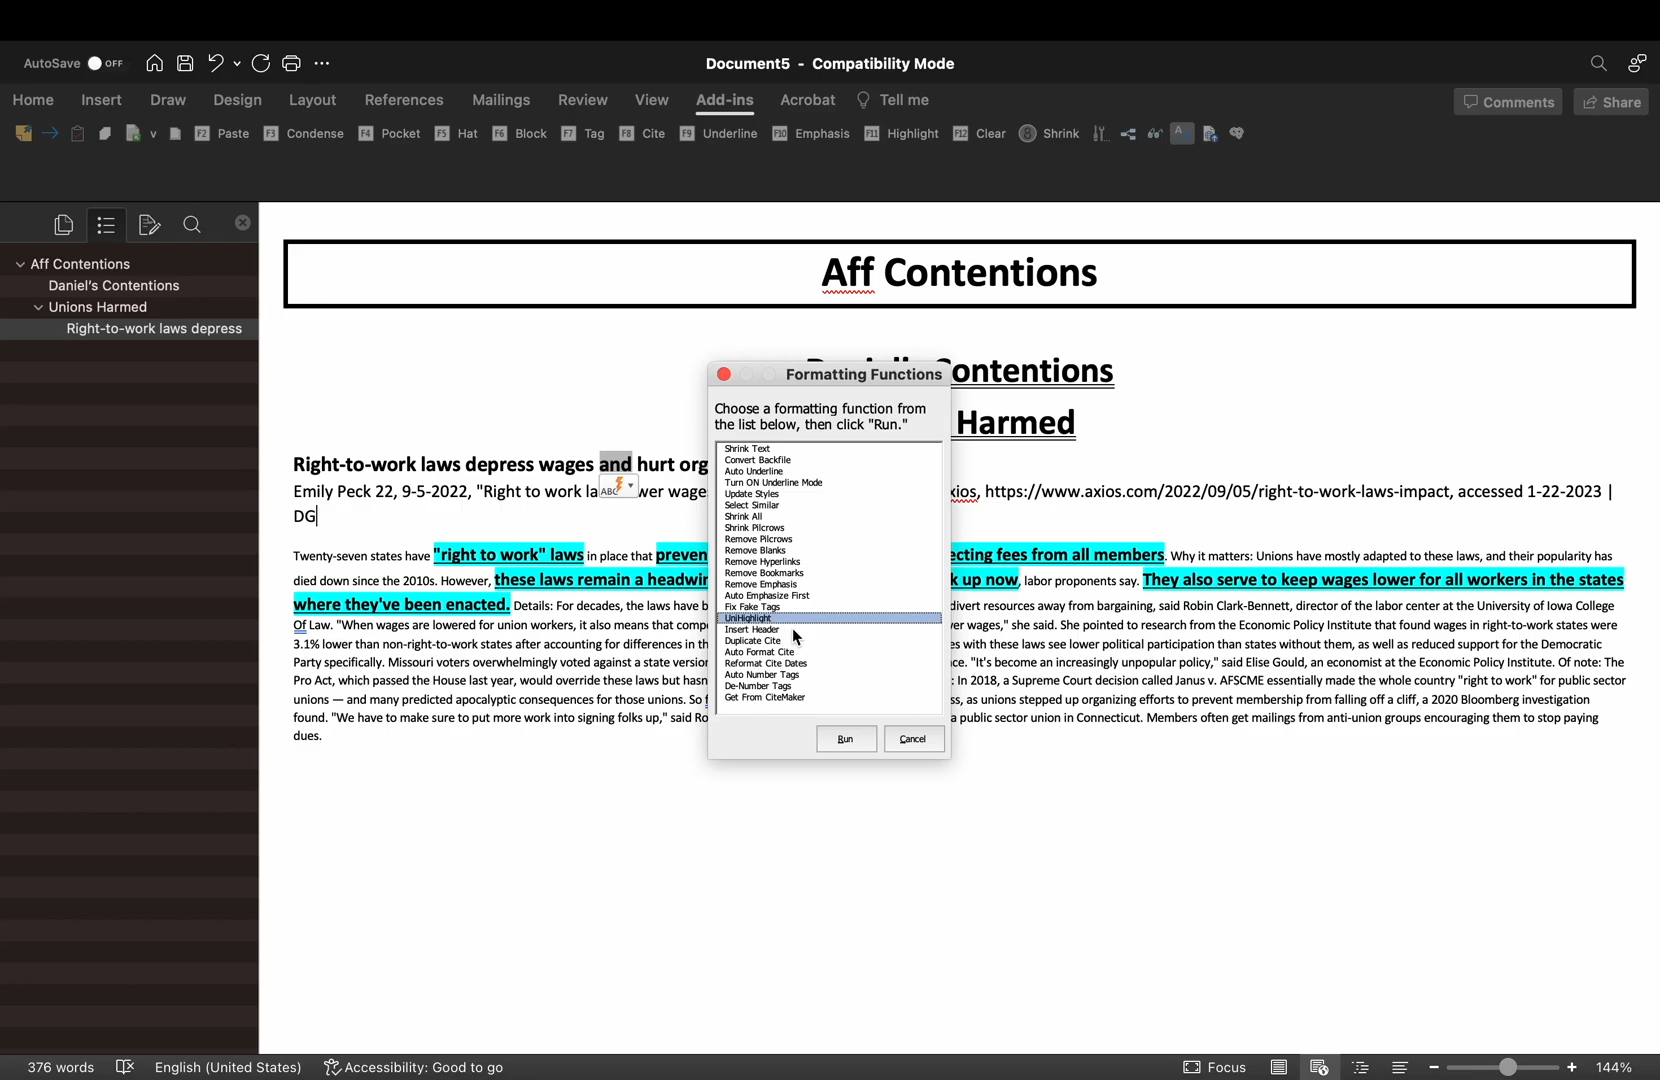 AutoSave OFF
Document5 - Compatibility Mode
Home Insert Draw Design Layout References Mailings Review View Add-ins Acrobat Tell me Comments Share
F2 Paste F3 Condense F4 Pocket F5 Hat F6 Block F7 Tag F8 Cite F9 Underline F10 Emphasis F11 Highlight F12 Clear 8 Shrink A
Aff Contentions
Daniel's Contentions
Unions Harmed
Right-to-work laws depress
Aff Contentions
Contentions
Harmed
Right-to-work laws depress wages and hurt org
Emily Peck 22, 9-5-2022, "Right to work la wer wage xios, https://www.axios.com/2022/09/05/right-to-work-laws-impact, accessed 1-22-2023 |
DG
ABC
Twenty-seven states have "right to work" laws in place that preven ecting fees from all members. Why it matters: Unions have mostly adapted to these laws, and their popularity has
died down since the 2010s. However, these laws remain a headwin k up now, labor proponents say. They also serve to keep wages lower for all workers in the states
where they've been enacted. Details: For decades, the laws have b divert resources away from bargaining, said Robin Clark-Bennett, director of the labor center at the University of Iowa College
Of Law. "When wages are lowered for union workers, it also means that comp er wages," she said. She pointed to research from the Economic Policy Institute that found wages in right-to-work states were
3.1% lower than non-right-to-work states after accounting for differences in th es with these laws see lower political participation than states without them, as well as reduced support for the Democratic
Party specifically. Missouri voters overwhelmingly voted against a state version ce. "It's become an increasingly unpopular policy," said Elise Gould, an economist at the Economic Policy Institute. Of note: The
Pro Act, which passed the House last year, would override these laws but hasn : In 2018, a Supreme Court decision called Janus v. AFSCME essentially made the whole country "right to work" for public sector
unions — and many predicted apocalyptic consequences for those unions. So f ss, as unions stepped up organizing efforts to prevent membership from falling off a cliff, a 2020 Bloomberg investigation
found. "We have to make sure to put more work into signing folks up," said Ro a public sector union in Connecticut. Members often get mailings from anti-union groups encouraging them to stop paying
dues.
Formatting Functions
Choose a formatting function from
the list below, then click "Run."
Shrink Text
Convert Backfile
Auto Underline
Turn ON Underline Mode
Update Styles
Select Similar
Shrink All
Shrink Pilcrows
Remove Pilcrows
Remove Blanks
Remove Hyperlinks
Remove Bookmarks
Remove Emphasis
Auto Emphasize First
Fix Fake Tags
UniHighlight
Insert Header
Duplicate Cite
Auto Format Cite
Reformat Cite Dates
Auto Number Tags
De-Number Tags
Get From CiteMaker
Run Cancel
376 words English (United States) Accessibility: Good to go Focus 144%